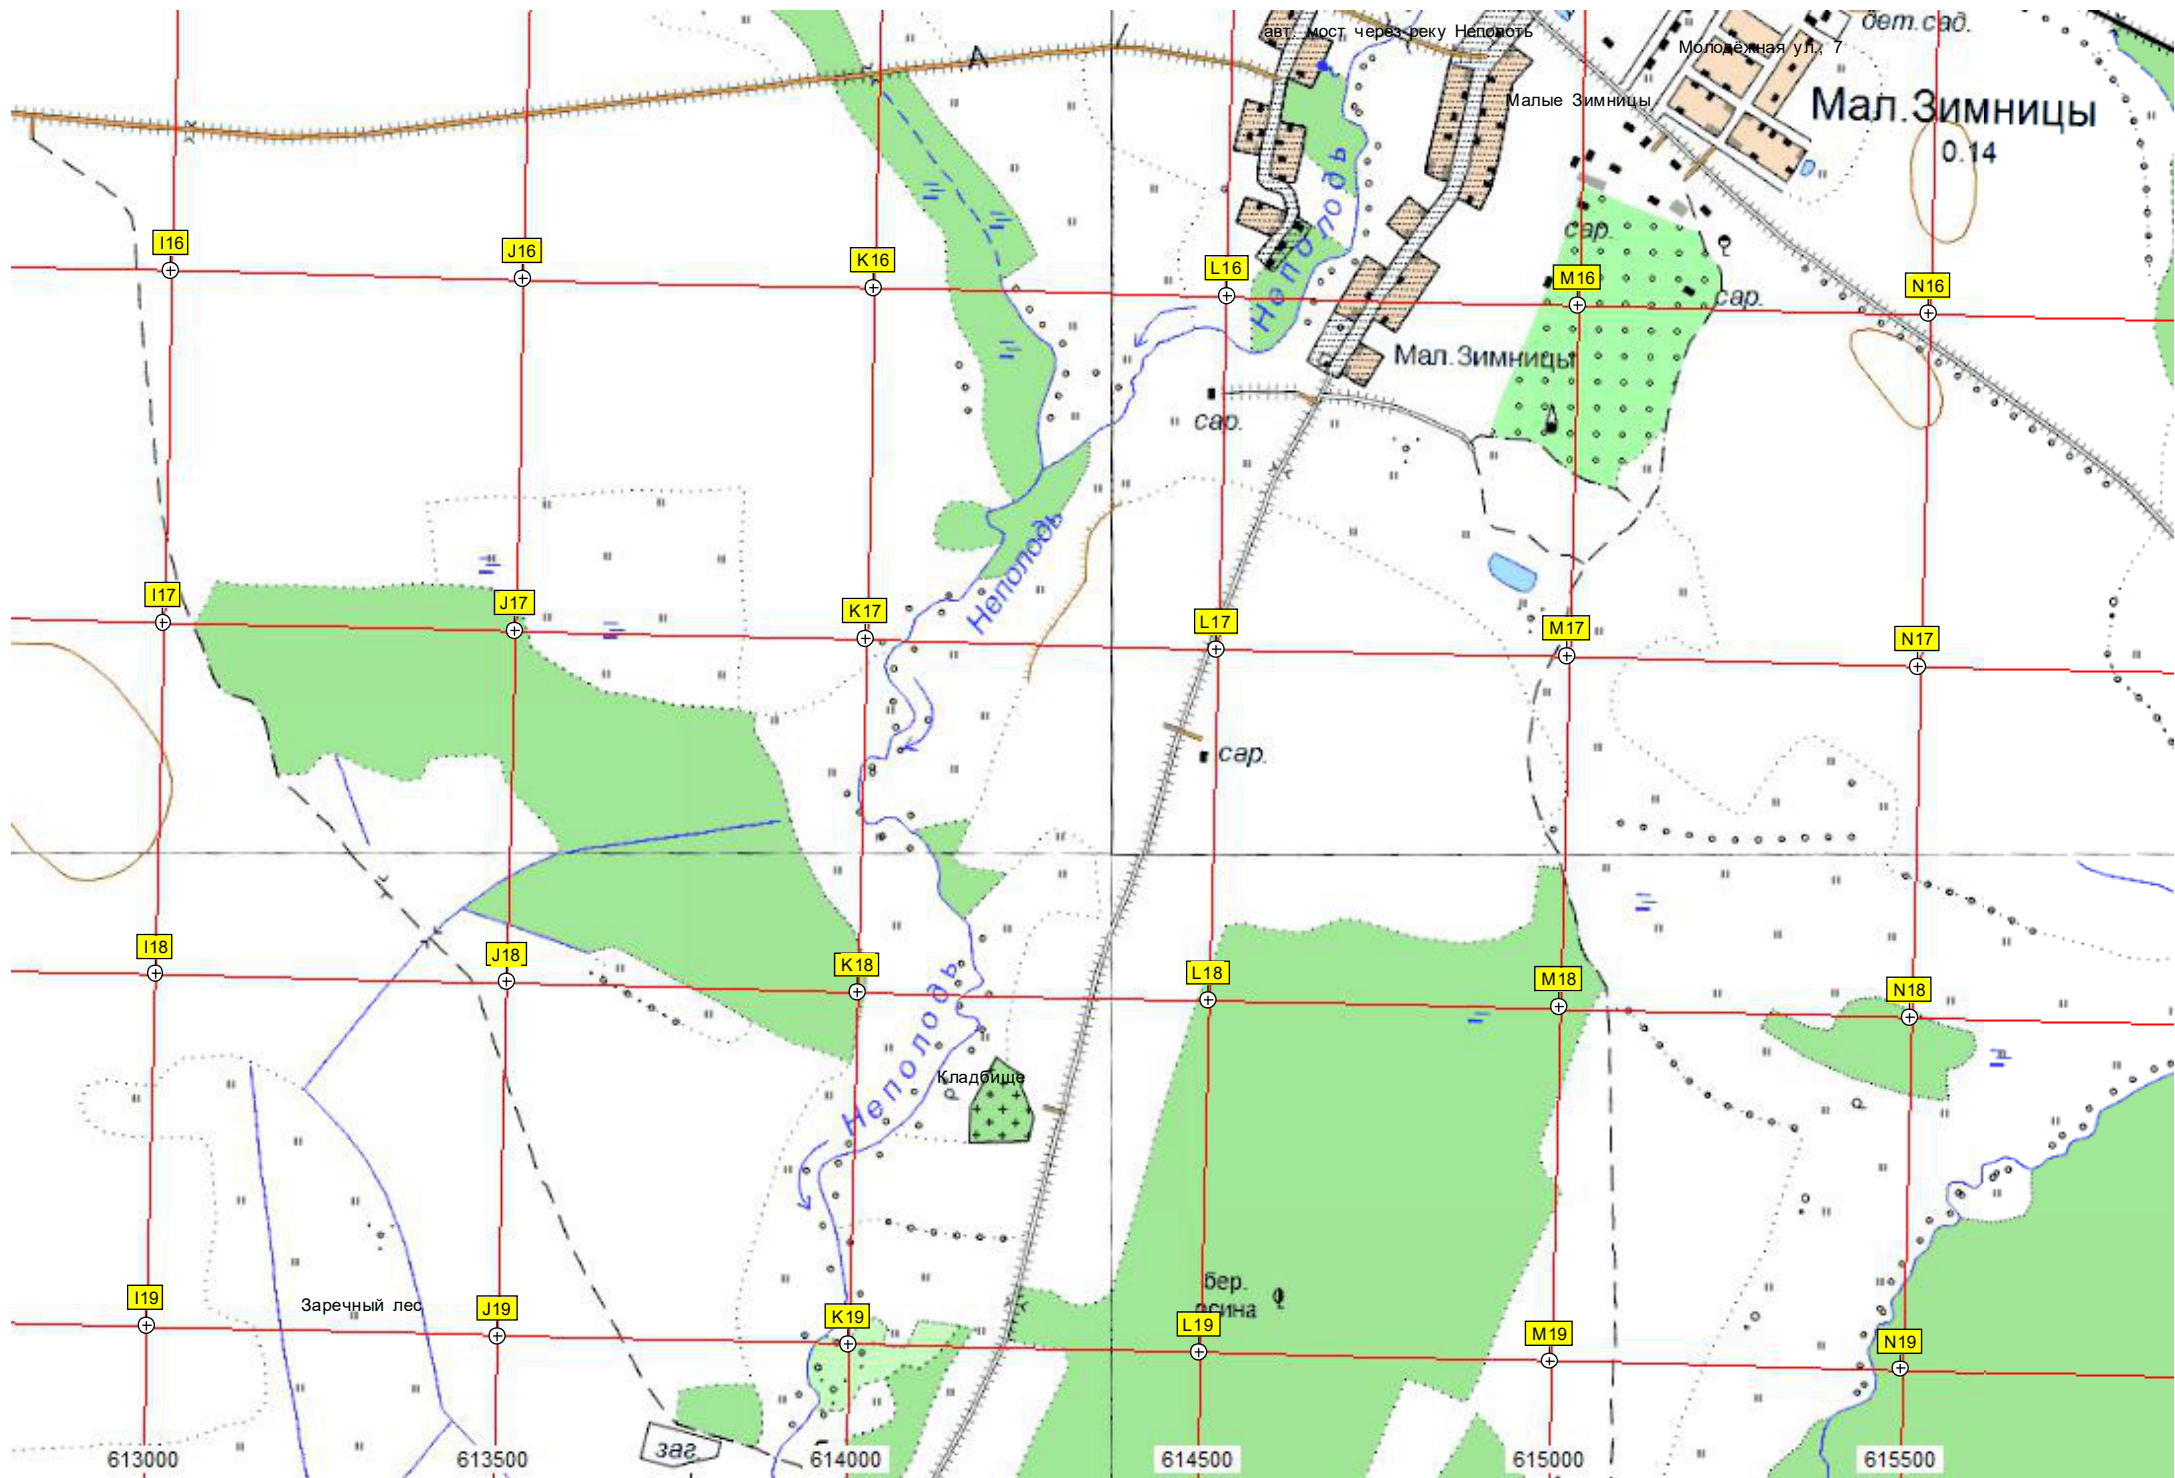 авт. мост через реку Неполоть
дет.сад.
Молодёжная ул., 7
А
Малые Зимницы
Мал.Зимницы
0.14
Неполодь
сар.
I16
J16
K16
L16
M16
N16
сар.
Мал.Зимницы
сар.
Неполодь
I17
J17
K17
L17
M17
N17
сар.
I18
J18
K18
L18
M18
N18
Неполодь
Кладбище
бер.
осина
Заречный лес
I19
J19
K19
L19
M19
N19
заг
613000
613500
614000
614500
615000
615500